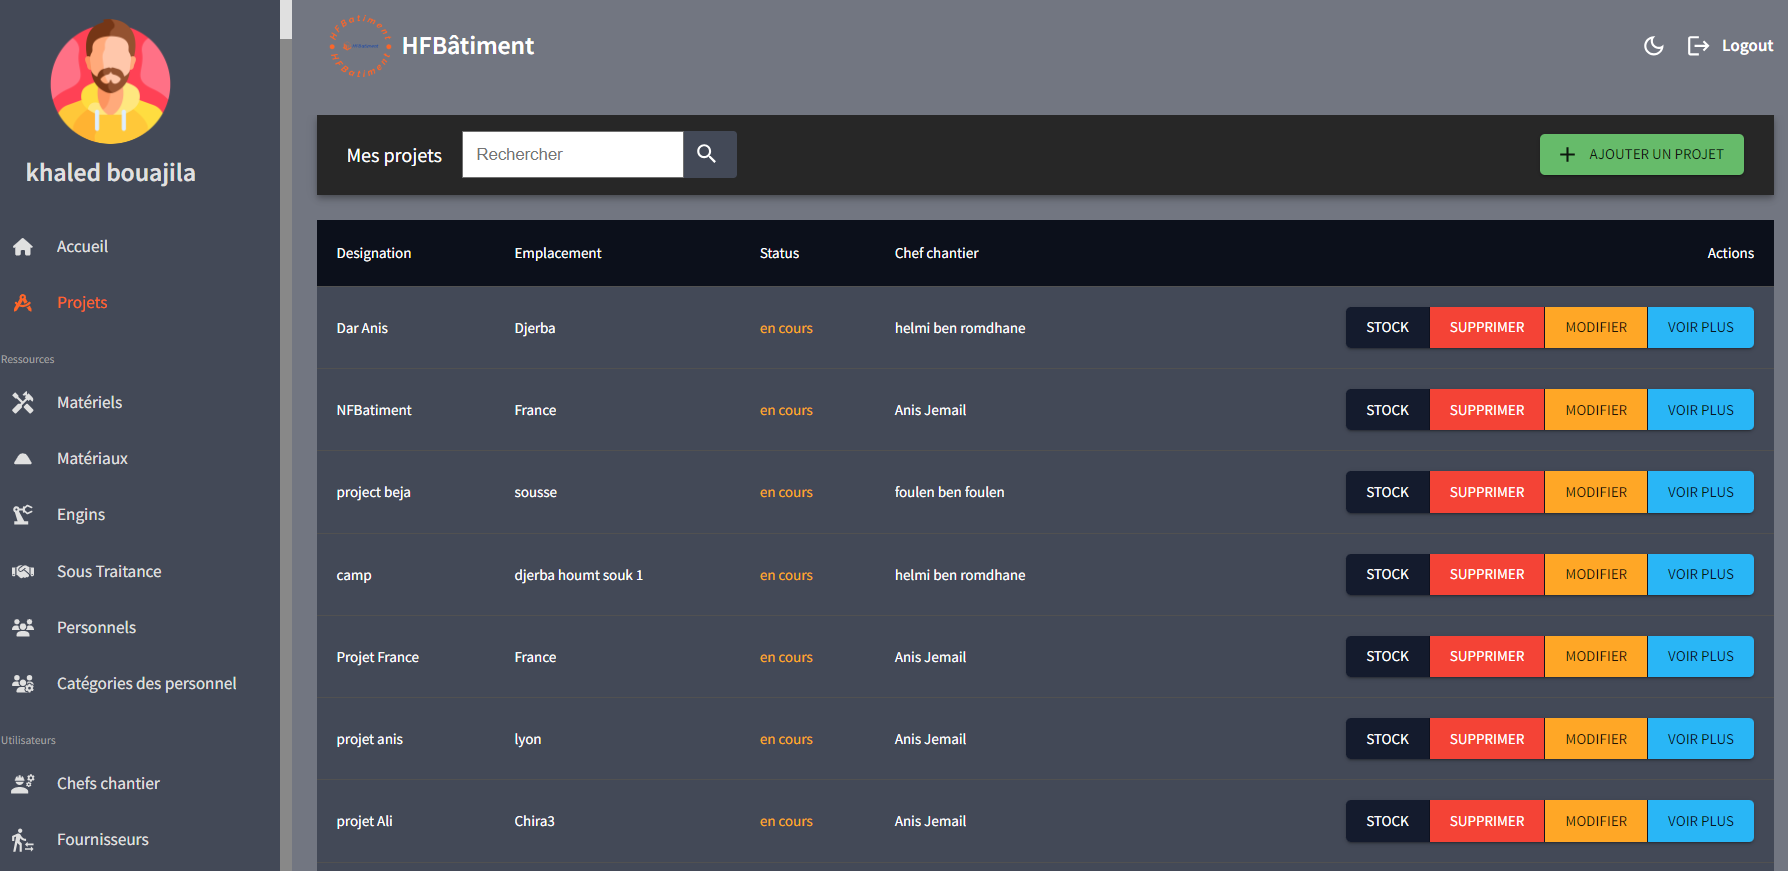 khaled bouajila
Accueil
Projets
Ressources
Matériels
Matériaux
Engins
Sous Traitance
Personnels
Catégories des personnel
Utilisateurs
Chefs chantier
Fournisseurs
HFBatiment
HFBatiment
HFBâtiment
Logout
Mes projets
Rechercher
AJOUTER UN PROJET
Designation Emplacement Status Chef chantier Actions
Dar Anis Djerba en cours helmi ben romdhane STOCK SUPPRIMER MODIFIER VOIR PLUS
NFBatiment France en cours Anis Jemail STOCK SUPPRIMER MODIFIER VOIR PLUS
project beja sousse en cours foulen ben foulen STOCK SUPPRIMER MODIFIER VOIR PLUS
camp djerba houmt souk 1 en cours helmi ben romdhane STOCK SUPPRIMER MODIFIER VOIR PLUS
Projet France France en cours Anis Jemail STOCK SUPPRIMER MODIFIER VOIR PLUS
projet anis lyon en cours Anis Jemail STOCK SUPPRIMER MODIFIER VOIR PLUS
projet Ali Chira3 en cours Anis Jemail STOCK SUPPRIMER MODIFIER VOIR PLUS